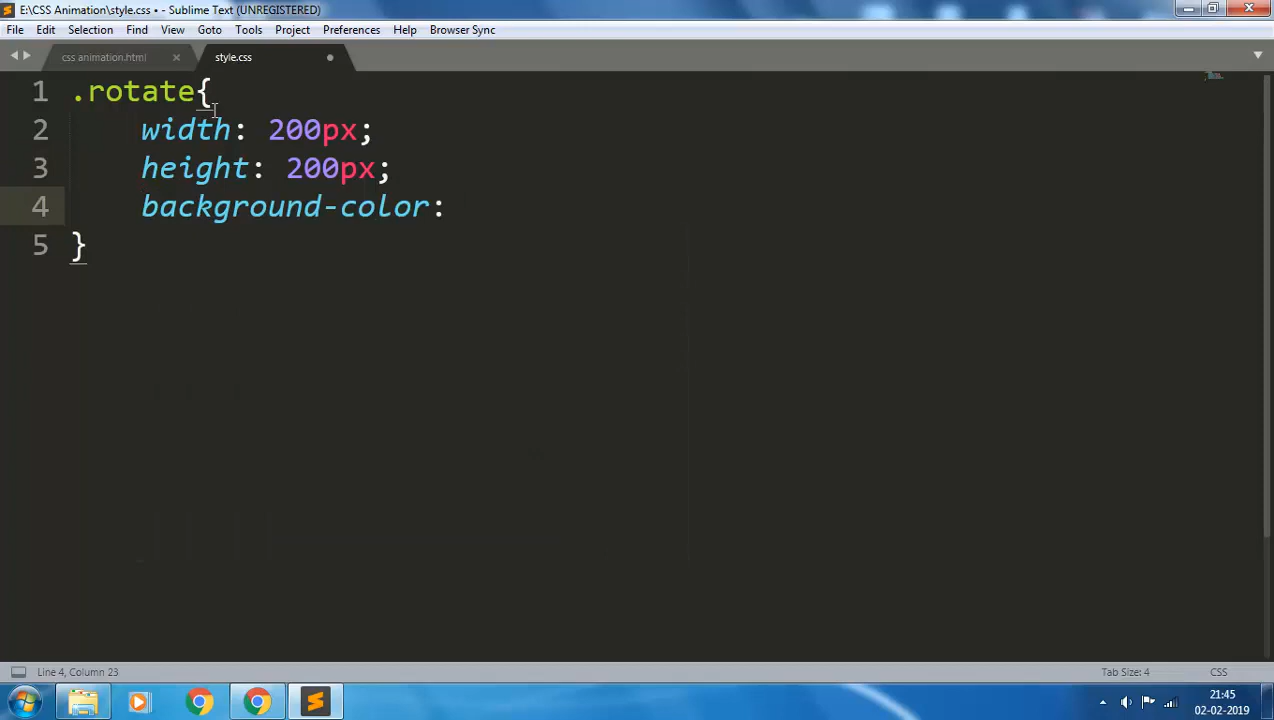 E:\CSS Animation\style.css • - Sublime Text (UNREGISTERED)
File Edit Selection Find View Goto Tools Project Preferences Help Browser Sync
css animation.html × style.css
1 .rotate{
2 width: 200px;
3 height: 200px;
4 background-color:
5 }
Line 4, Column 23 Tab Size: 4 CSS
21:45
02-02-2019